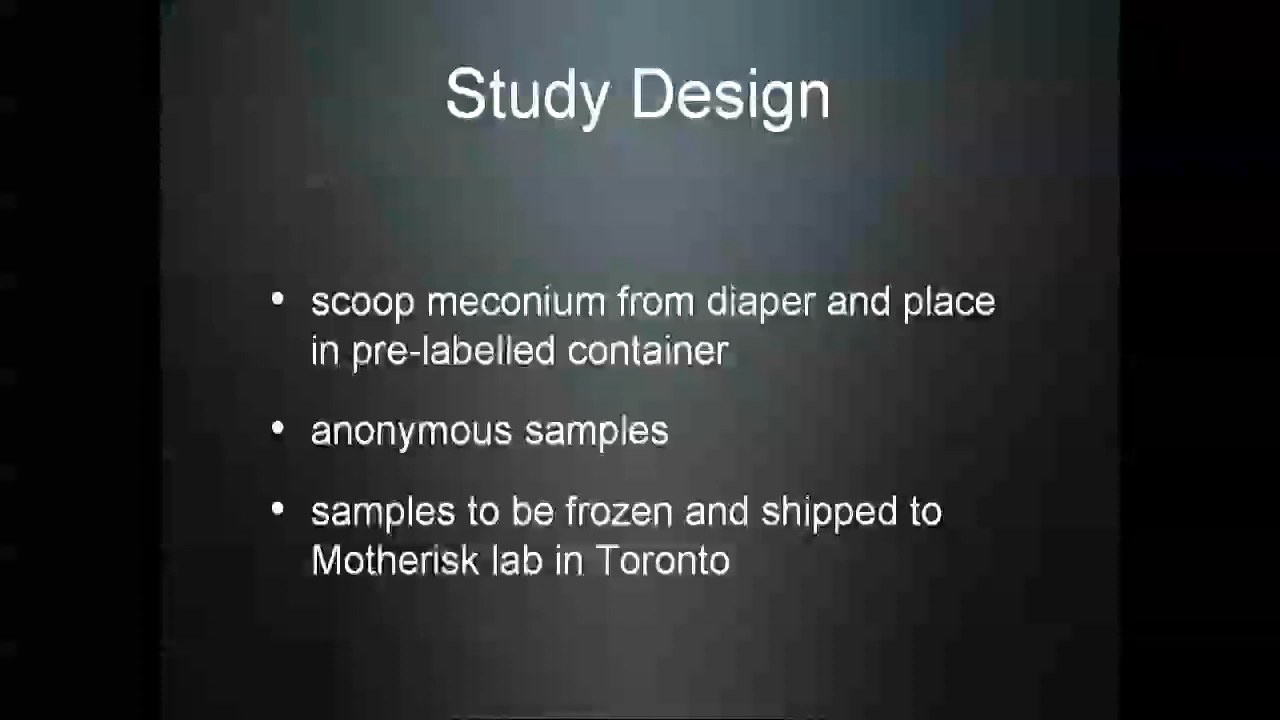 Study Design
• scoop meconium from diaper and place
in pre-labelled container
• anonymous samples
• samples to be frozen and shipped to
Motherisk lab in Toronto